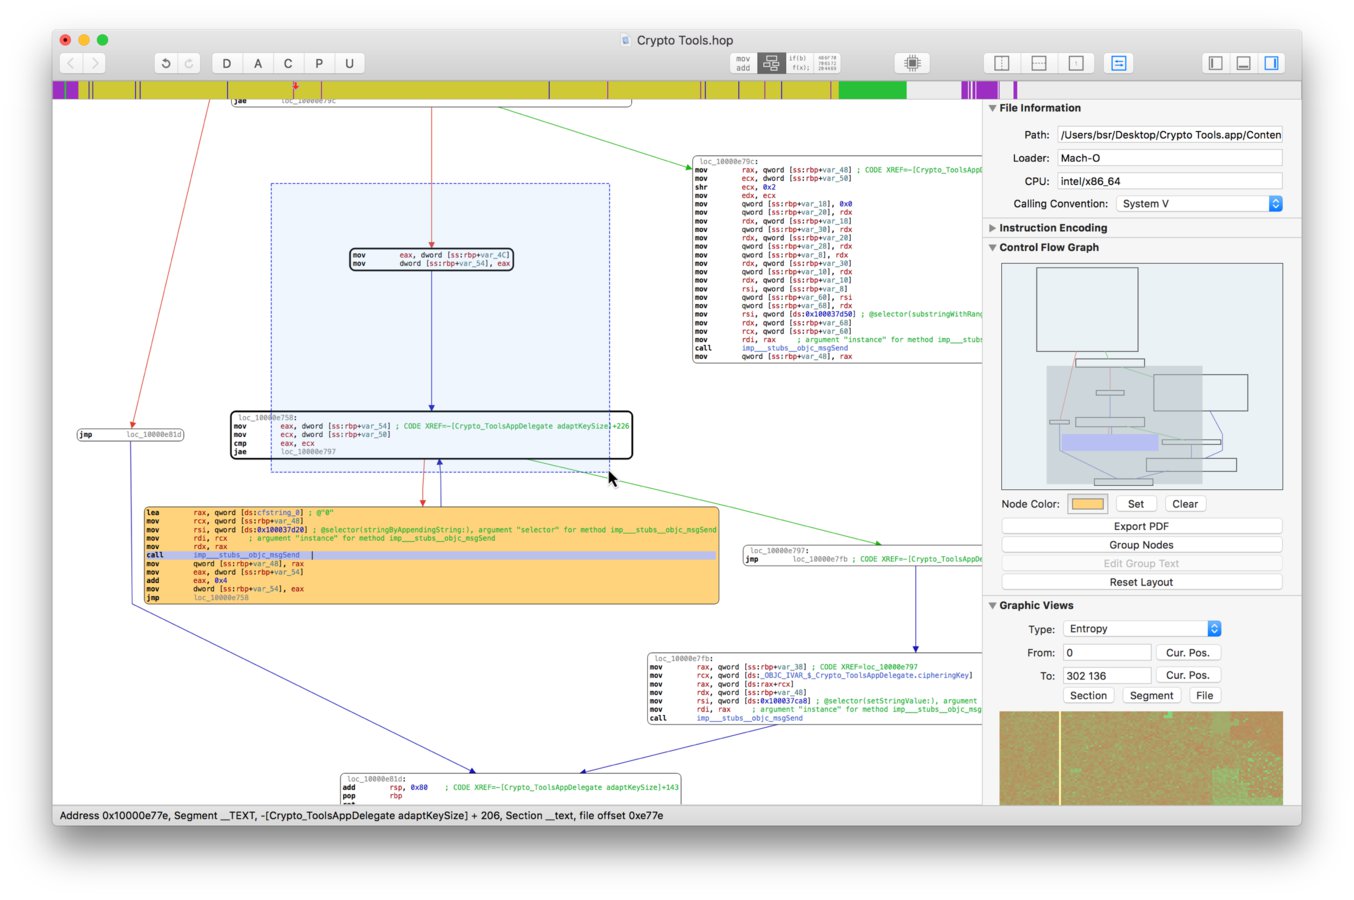 Crypto Tools.hop
D A C P U
mov
add
if(b)
f(x);
jae loc_10000e79c
loc_10000e79c:
mov rax, qword [ss:rbp+var_48] ; CODE XREF=-[Crypto_ToolsAppD
mov ecx, dword [ss:rbp+var_50]
shr ecx, 0x2
mov edx, ecx
mov qword [ss:rbp+var_18], 0x0
mov qword [ss:rbp+var_20], rdx
mov rdx, qword [ss:rbp+var_18]
mov qword [ss:rbp+var_30], rdx
mov rdx, qword [ss:rbp+var_20]
mov qword [ss:rbp+var_28], rdx
mov qword [ss:rbp+var_8], rdx
mov rdx, qword [ss:rbp+var_30]
mov qword [ss:rbp+var_10], rdx
mov rdx, qword [ss:rbp+var_10]
mov rsi, qword [ss:rbp+var_8]
mov qword [ss:rbp+var_60], rsi
mov qword [ss:rbp+var_68], rdx
mov rsi, qword [ds:0x100037d50] ; @selector(substringWithRang
mov rdx, qword [ss:rbp+var_68]
mov rcx, qword [ss:rbp+var_60]
mov rdi, rax ; argument "instance" for method imp___stubs
call imp___stubs__objc_msgSend
mov qword [ss:rbp+var_48], rax
mov eax, dword [ss:rbp+var_4C]
mov dword [ss:rbp+var_54], eax
loc_10000e758:
mov eax, dword [ss:rbp+var_54] ; CODE XREF=-[Crypto_ToolsAppDelegate adaptKeySize]+226
mov ecx, dword [ss:rbp+var_50]
cmp eax, ecx
jae loc_10000e797
jmp loc_10000e81d
lea rax, qword [ds:cfstring_0] ; @"0"
mov rcx, qword [ss:rbp+var_48]
mov rsi, qword [ds:0x100037d20] ; @selector(stringByAppendingString:), argument "selector" for method imp___stubs__objc_msgSend
mov rdi, rcx ; argument "instance" for method imp___stubs__objc_msgSend
mov rdx, rax
call imp___stubs__objc_msgSend
mov qword [ss:rbp+var_48], rax
mov eax, dword [ss:rbp+var_54]
add eax, 0x4
mov dword [ss:rbp+var_54], eax
jmp loc_10000e758
loc_10000e797:
jmp loc_10000e7fb ; CODE XREF=-[Crypto_ToolsAppDe
loc_10000e7fb:
mov rax, qword [ss:rbp+var_38] ; CODE XREF=loc_10000e797
mov rcx, qword [ds:_OBJC_IVAR_$_Crypto_ToolsAppDelegate.cipheringKey]
mov rax, qword [ds:rax+rcx]
mov rdx, qword [ss:rbp+var_48]
mov rsi, qword [ds:0x100037ca8] ; @selector(setStringValue:), argument
mov rdi, rax ; argument "instance" for method imp___stubs__objc_msg
call imp___stubs__objc_msgSend
loc_10000e81d:
add rsp, 0x80 ; CODE XREF=-[Crypto_ToolsAppDelegate adaptKeySize]+143
pop rbp
ret
File Information
Path: /Users/bsr/Desktop/Crypto Tools.app/Conten
Loader: Mach-O
CPU: intel/x86_64
Calling Convention: System V
Instruction Encoding
Control Flow Graph
Node Color: Set Clear
Export PDF
Group Nodes
Edit Group Text
Reset Layout
Graphic Views
Type: Entropy
From: 0 Cur. Pos.
To: 302 136 Cur. Pos.
Section Segment File
Address 0x10000e77e, Segment __TEXT, -[Crypto_ToolsAppDelegate adaptKeySize] + 206, Section __text, file offset 0xe77e